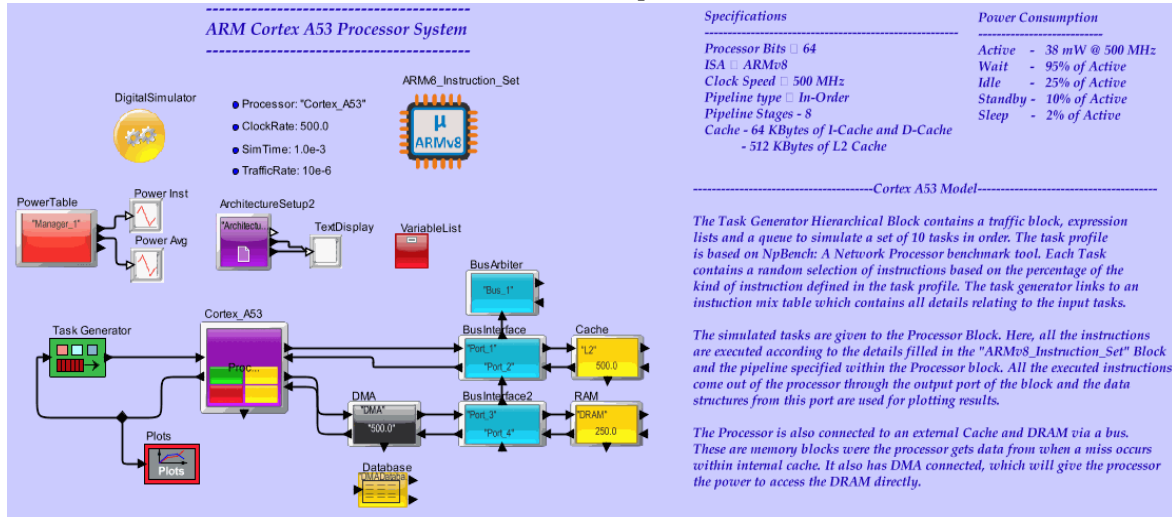 ARM Cortex A53 Processor System
Specifications
Processor Bits □ 64
ISA □ ARMv8
Clock Speed □ 500 MHz
Pipeline type □ In-Order
Pipeline Stages - 8
Cache - 64 KBytes of I-Cache and D-Cache
- 512 KBytes of L2 Cache
Power Consumption
Active - 38 mW @ 500 MHz
Wait - 95% of Active
Idle - 25% of Active
Standby - 10% of Active
Sleep - 2% of Active
DigitalSimulator
Processor: "Cortex_A53"
ClockRate: 500.0
SimTime: 1.0e-3
TrafficRate: 10e-6
ARMv8_Instruction_Set
μ
ARMv8
PowerTable
"Manager_1"
Power Inst
Power Avg
ArchitectureSetup2
"Architectu...
TextDisplay
VariableList
BusArbiter
"Bus_1"
Task Generator
Cortex_A53
Proc...
BusInterface
"Port_1"
"Port_2"
Cache
"L2"
500.0
DMA
"DMA"
"500.0"
BusInterface2
"Port_3"
"Port_4"
RAM
"DRAM"
250.0
Plots
Plots
Database
"DMADataba
Cortex A53 Model
The Task Generator Hierarchical Block contains a traffic block, expression
lists and a queue to simulate a set of 10 tasks in order. The task profile
is based on NpBench: A Network Processor benchmark tool. Each Task
contains a random selection of instructions based on the percentage of the
kind of instruction defined in the task profile. The task generator links to an
instuction mix table which contains all details relating to the input tasks.
The simulated tasks are given to the Processor Block. Here, all the instructions
are executed according to the details filled in the "ARMv8_Instruction_Set" Block
and the pipeline specified within the Processor block. All the executed instructions
come out of the processor through the output port of the block and the data
structures from this port are used for plotting results.
The Processor is also connected to an external Cache and DRAM via a bus.
These are memory blocks were the processor gets data from when a miss occurs
within internal cache. It also has DMA connected, which will give the processor
the power to access the DRAM directly.